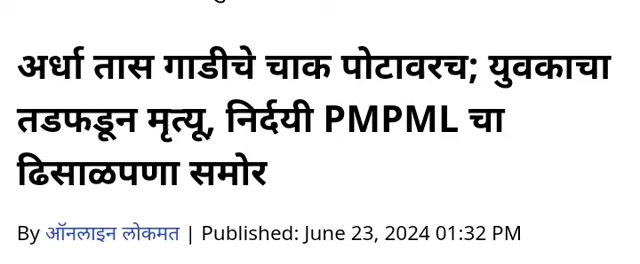 अर्धा तास गाडीचे चाक पोटावरच; युवकाचा
तडफडून मृत्यू, निर्दयी PMPML चा
ढिसाळपणा समोर
By ऑनलाइन लोकमत | Published: June 23, 2024 01:32 PM